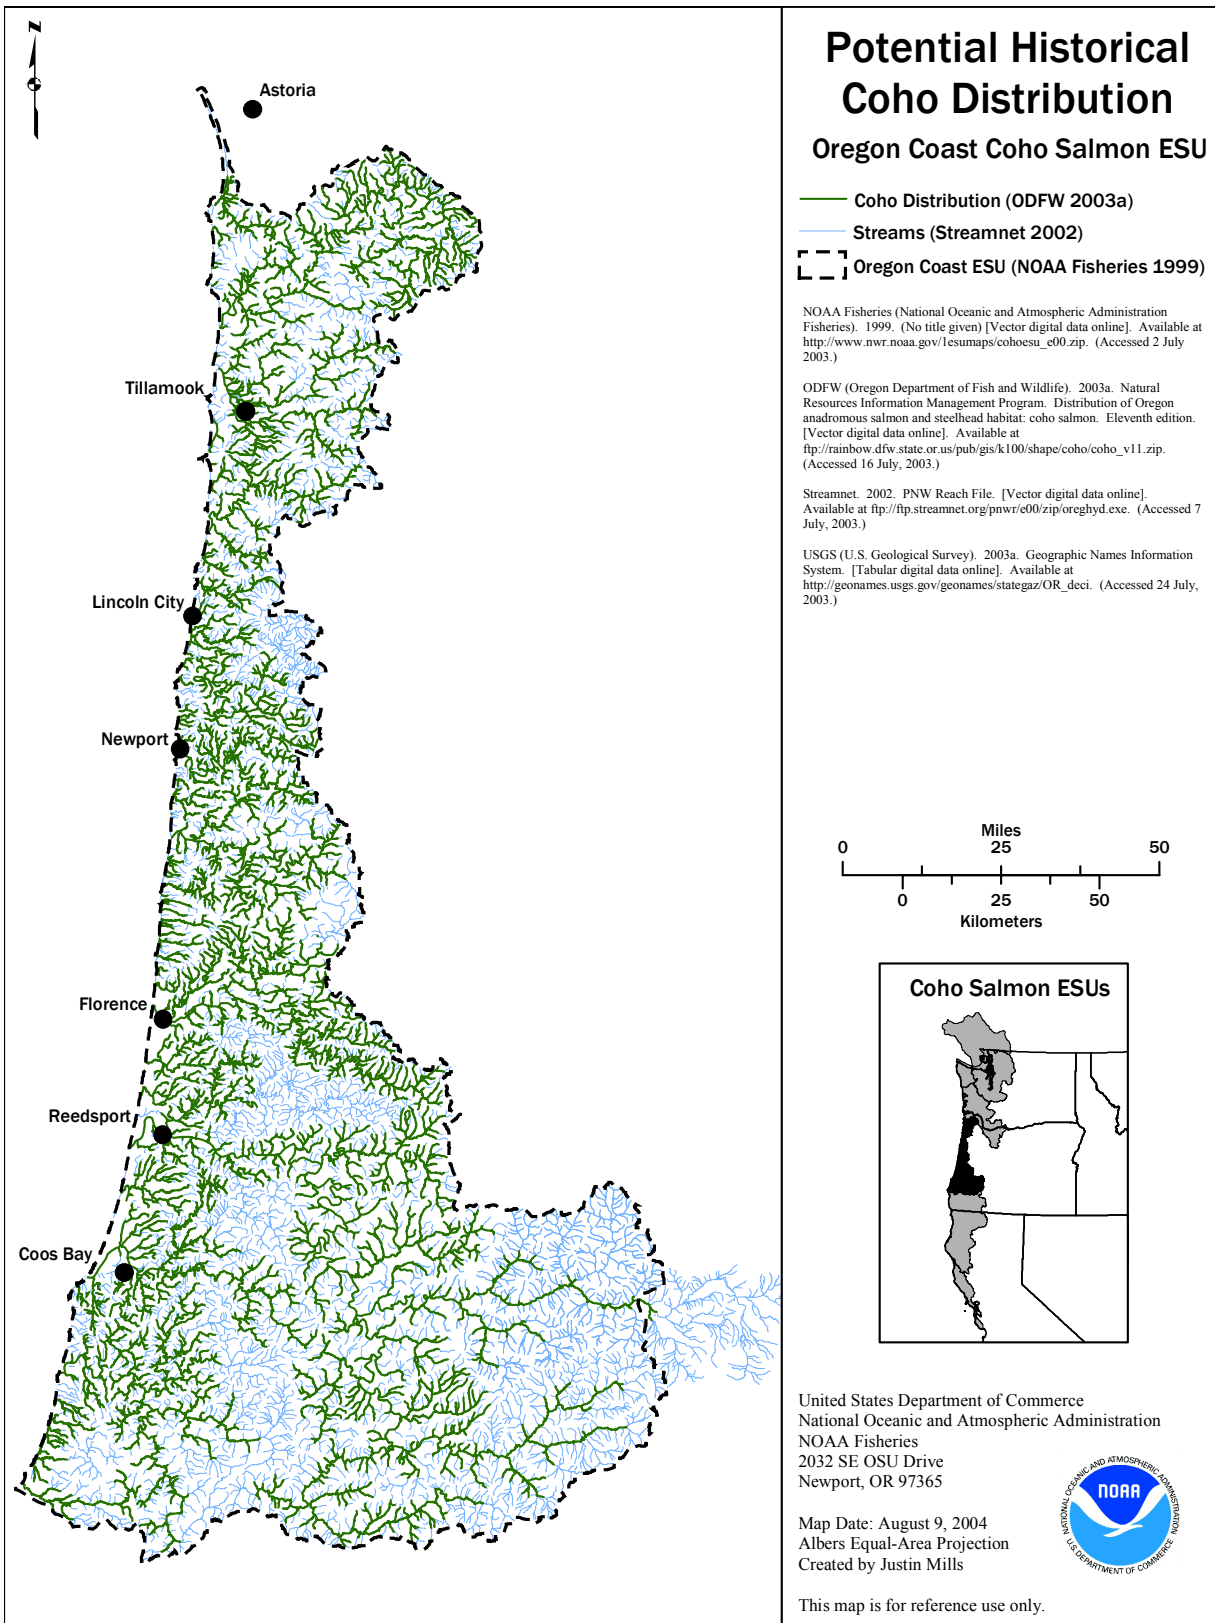 N
Astoria
Tillamook
Lincoln City
Newport
Florence
Reedsport
Coos Bay
Potential Historical
Coho Distribution
Oregon Coast Coho Salmon ESU
Coho Distribution (ODFW 2003a)
Streams (Streamnet 2002)
Oregon Coast ESU (NOAA Fisheries 1999)
NOAA Fisheries (National Oceanic and Atmospheric Administration
Fisheries). 1999. (No title given) [Vector digital data online]. Available at
http://www.nwr.noaa.gov/1esumaps/cohoesu_e00.zip. (Accessed 2 July
2003.)
ODFW (Oregon Department of Fish and Wildlife). 2003a. Natural
Resources Information Management Program. Distribution of Oregon
anadromous salmon and steelhead habitat: coho salmon. Eleventh edition.
[Vector digital data online]. Available at
ftp://rainbow.dfw.state.or.us/pub/gis/k100/shape/coho/coho_v11.zip.
(Accessed 16 July, 2003.)
Streamnet. 2002. PNW Reach File. [Vector digital data online].
Available at ftp://ftp.streamnet.org/pnwr/e00/zip/oreghyd.exe. (Accessed 7
July, 2003.)
USGS (U.S. Geological Survey). 2003a. Geographic Names Information
System. [Tabular digital data online]. Available at
http://geonames.usgs.gov/geonames/stategaz/OR_deci. (Accessed 24 July,
2003.)
Miles
0 25 50
0 25 50
Kilometers
Coho Salmon ESUs
United States Department of Commerce
National Oceanic and Atmospheric Administration
NOAA Fisheries
2032 SE OSU Drive
Newport, OR 97365
Map Date: August 9, 2004
Albers Equal-Area Projection
Created by Justin Mills
NATIONAL OCEANIC AND ATMOSPHERIC ADMINISTRATION
NOAA
U.S. DEPARTMENT OF COMMERCE
This map is for reference use only.